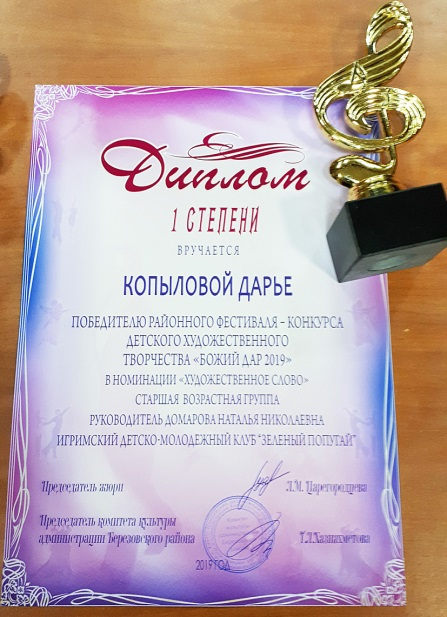 Диплом
1 СТЕПЕНИ
ВРУЧАЕТСЯ
КОПЫЛОВОЙ ДАРЬЕ
ПОБЕДИТЕЛЮ РАЙОННОГО ФЕСТИВАЛЯ – КОНКУРСА
ДЕТСКОГО ХУДОЖЕСТВЕННОГО
ТВОРЧЕСТВА «БОЖИЙ ДАР 2019»
В НОМИНАЦИИ «ХУДОЖЕСТВЕННОЕ СЛОВО»
СТАРШАЯ ВОЗРАСТНАЯ ГРУППА
РУКОВОДИТЕЛЬ ДОМАРОВА НАТАЛЬЯ НИКОЛАЕВНА
ИГРИМСКИЙ ДЕТСКО-МОЛОДЕЖНЫЙ КЛУБ "ЗЕЛЕНЫЙ ПОПУГАЙ"
Председатель жюри Л.М. Царегородцева
Председатель комитета культуры
администрации Березовского района
2019 ГОД